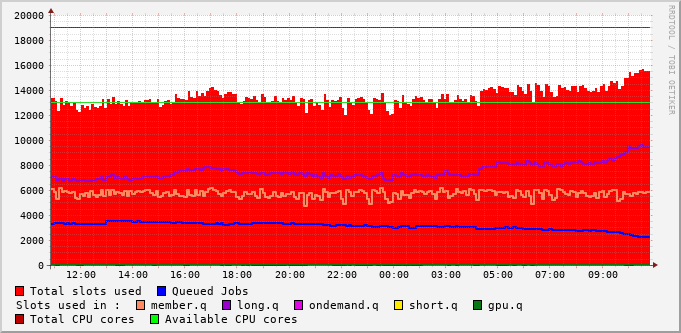 20000
18000
16000
14000
12000
10000
8000
6000
4000
2000
0
12:00 14:00 16:00 18:00 20:00 22:00 00:00 03:00 05:00 07:00 09:00
Total slots used Queued Jobs
Slots used in : member.q long.q ondemand.q short.q gpu.q
Total CPU cores Available CPU cores
RRDTOOL / TOBI OETIKER